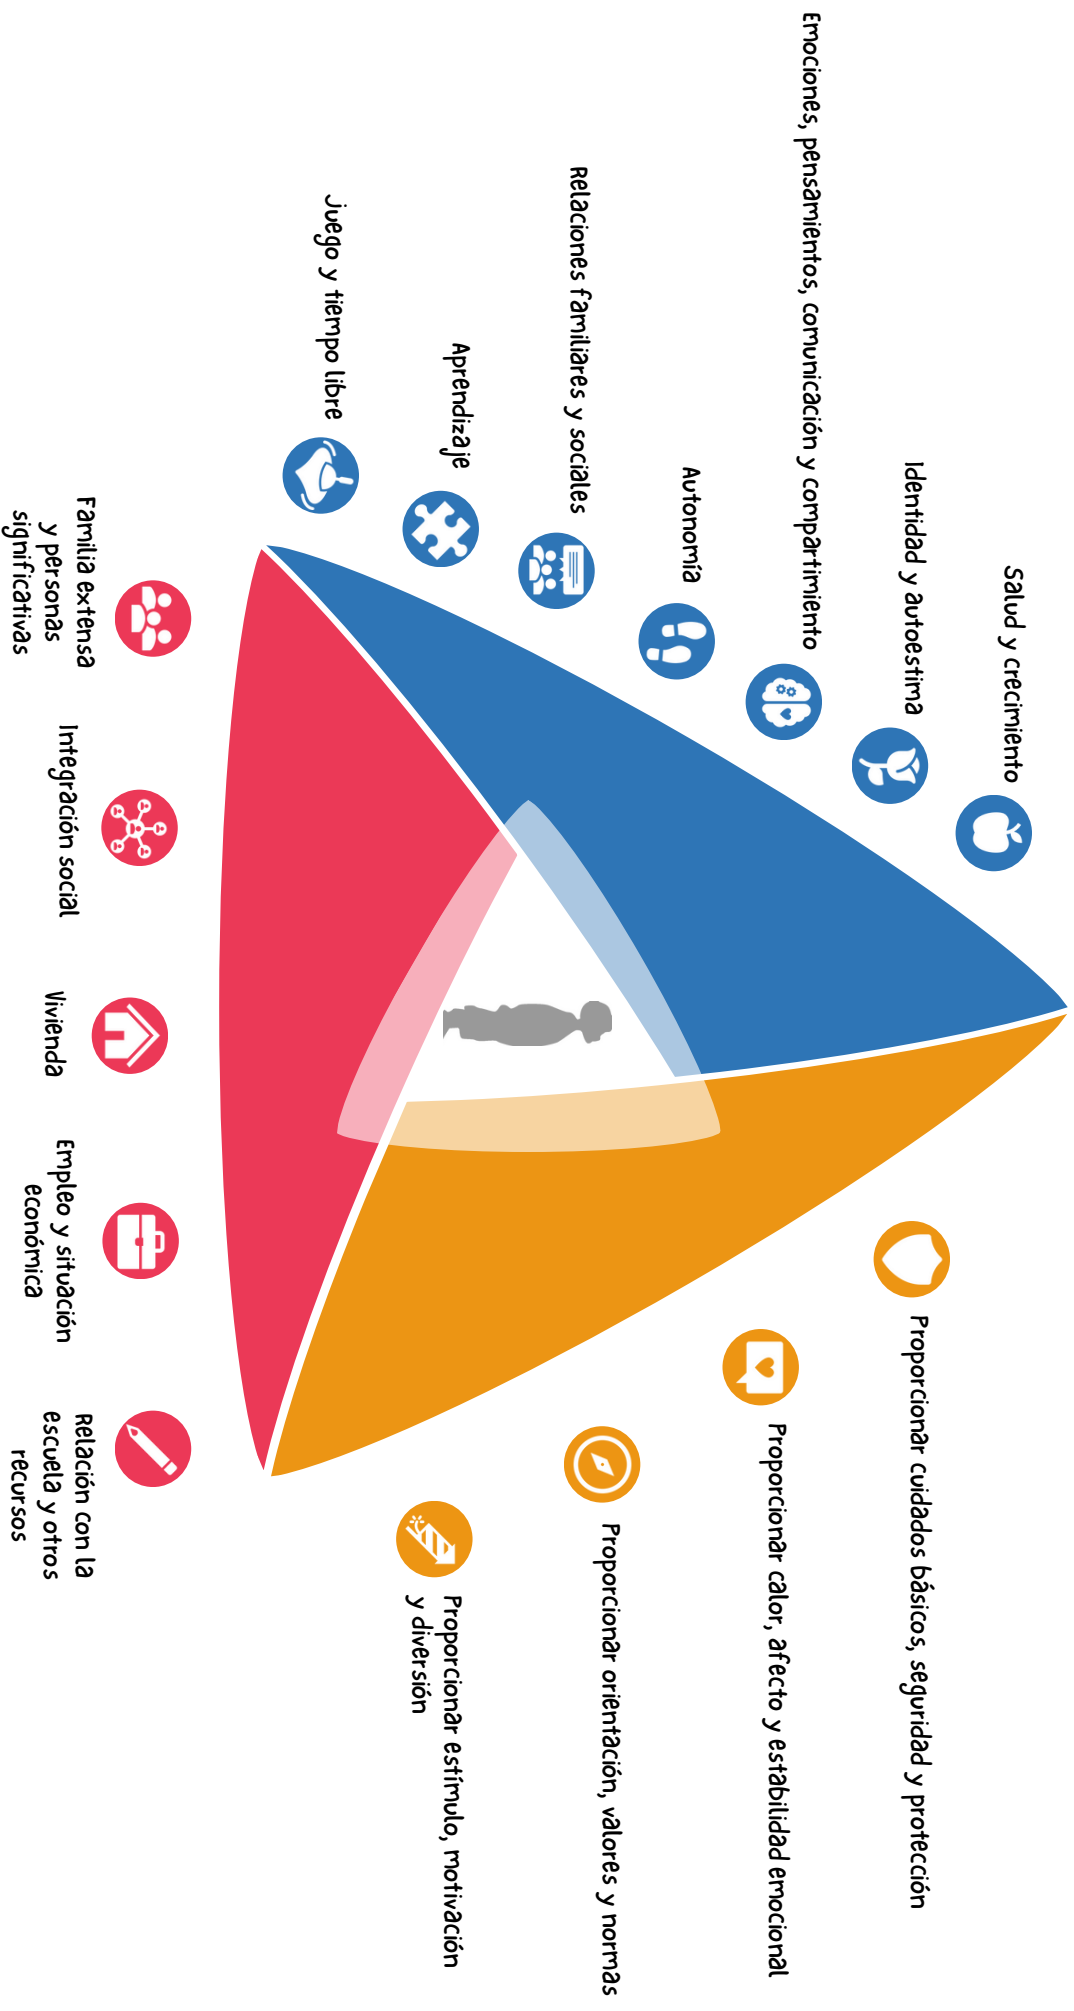 Salud y crecimiento
Identidad y autoestima
Emociones, pensamientos, comunicación y compartimiento
Autonomía
Relaciones familiares y sociales
Aprendizaje
Juego y tiempo libre
Proporcionar cuidados básicos, seguridad y protección
Proporcionar calor, afecto y estabilidad emocional
Proporcionar orientación, valores y normas
Proporcionar estímulo, motivación
y diversión
Familia extensa
y personas
significativas
Integración social
Vivienda
Empleo y situación
económica
Relación con la
escuela y otros
recursos